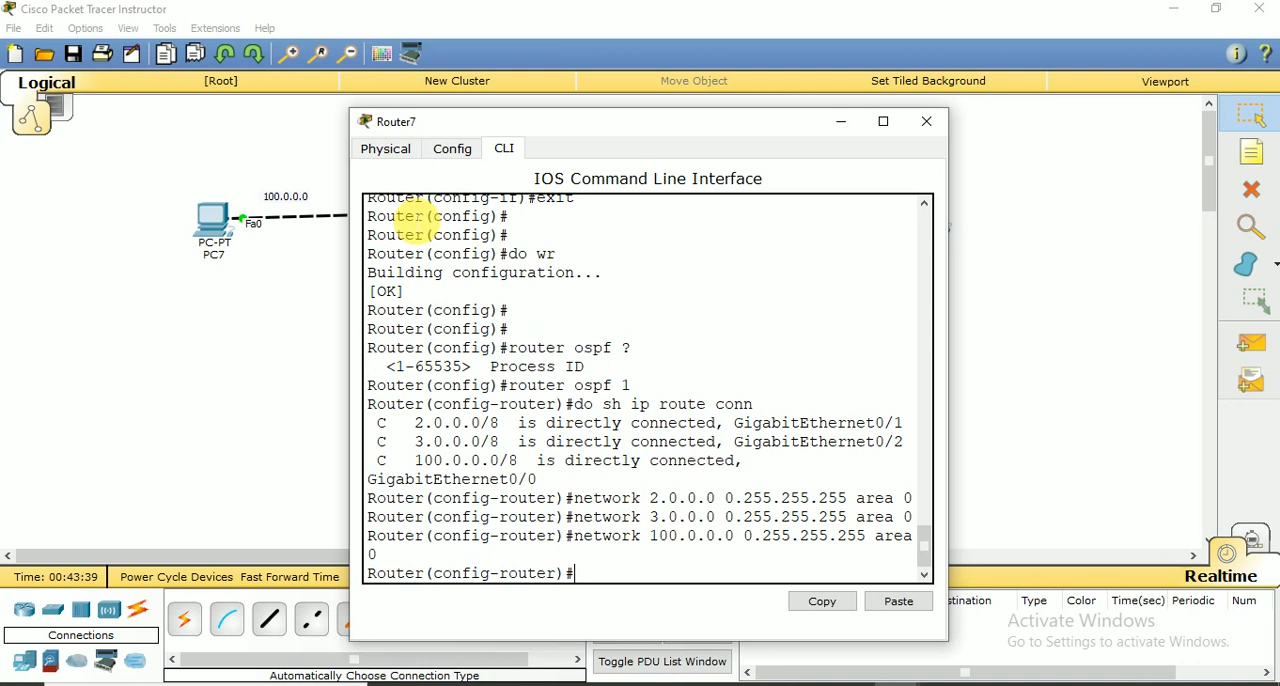 Cisco Packet Tracer Instructor
File Edit Options View Tools Extensions Help
Logical [Root] New Cluster Move Object Set Tiled Background Viewport
Router7
Physical Config CLI
IOS Command Line Interface
100.0.0.0
Fa0
PC-PT
PC7
Router(config-if)#exit
Router(config)#
Router(config)#
Router(config)#do wr
Building configuration...
[OK]
Router(config)#
Router(config)#
Router(config)#router ospf ?
<1-65535> Process ID
Router(config)#router ospf 1
Router(config-router)#do sh ip route conn
C 2.0.0.0/8 is directly connected, GigabitEthernet0/1
C 3.0.0.0/8 is directly connected, GigabitEthernet0/2
C 100.0.0.0/8 is directly connected,
GigabitEthernet0/0
Router(config-router)#network 2.0.0.0 0.255.255.255 area 0
Router(config-router)#network 3.0.0.0 0.255.255.255 area 0
Router(config-router)#network 100.0.0.0 0.255.255.255 area
0
Router(config-router)#
Copy Paste
Time: 00:43:39 Power Cycle Devices Fast Forward Time
Realtime
Connections
Automatically Choose Connection Type
Toggle PDU List Window
stination Type Color Time(sec) Periodic Num
Activate Windows
Go to Settings to activate Windows.